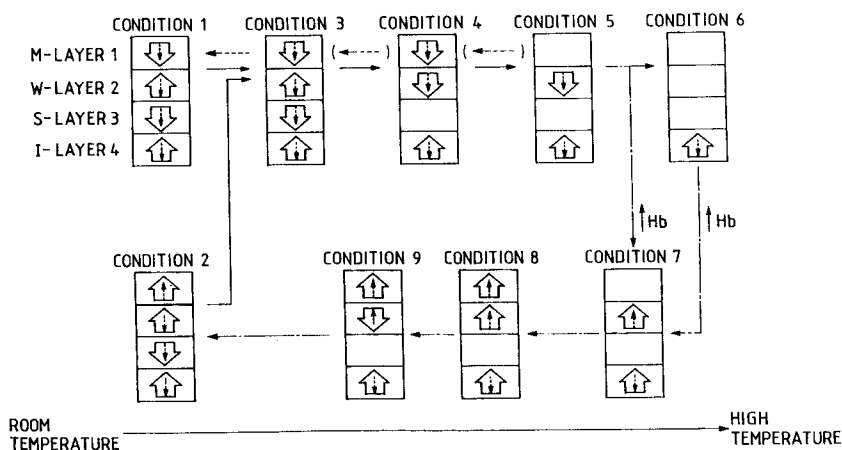 CONDITION 1 CONDITION 3 CONDITION 4 CONDITION 5 CONDITION 6
M-LAYER 1
W-LAYER 2
S-LAYER 3
I-LAYER 4
Hb Hb
CONDITION 2 CONDITION 9 CONDITION 8 CONDITION 7
ROOM TEMPERATURE
HIGH TEMPERATURE